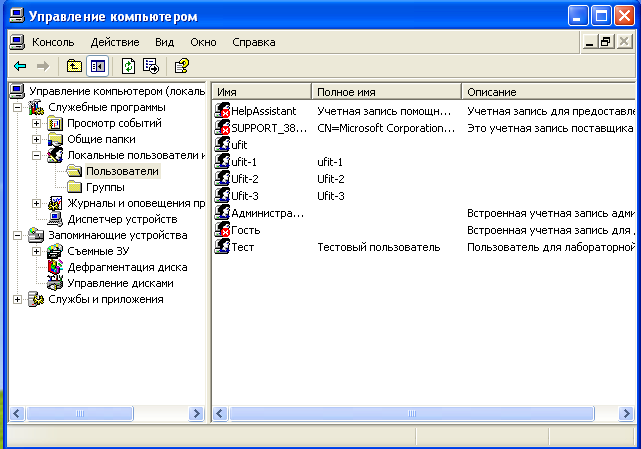 Управление компьютером
Консоль Действие Вид Окно Справка
Управление компьютером (локаль
Служебные программы
Просмотр событий
Общие папки
Локальные пользователи и
Пользователи
Группы
Журналы и оповещения пр
Диспетчер устройств
Запоминающие устройства
Съемные ЗУ
Дефрагментация диска
Управление дисками
Службы и приложения
Имя Полное имя Описание
HelpAssistant Учетная запись помощн... Учетная запись для предоставле
SUPPORT_38... CN=Microsoft Corporation... Это учетная запись поставщика
ufit
ufit-1 ufit-1
Ufit-2 Ufit-2
Ufit-3 Ufit-3
Администра... Встроенная учетная запись адми
Гость Встроенная учетная запись для
Тест Тестовый пользователь Пользователь для лабораторной